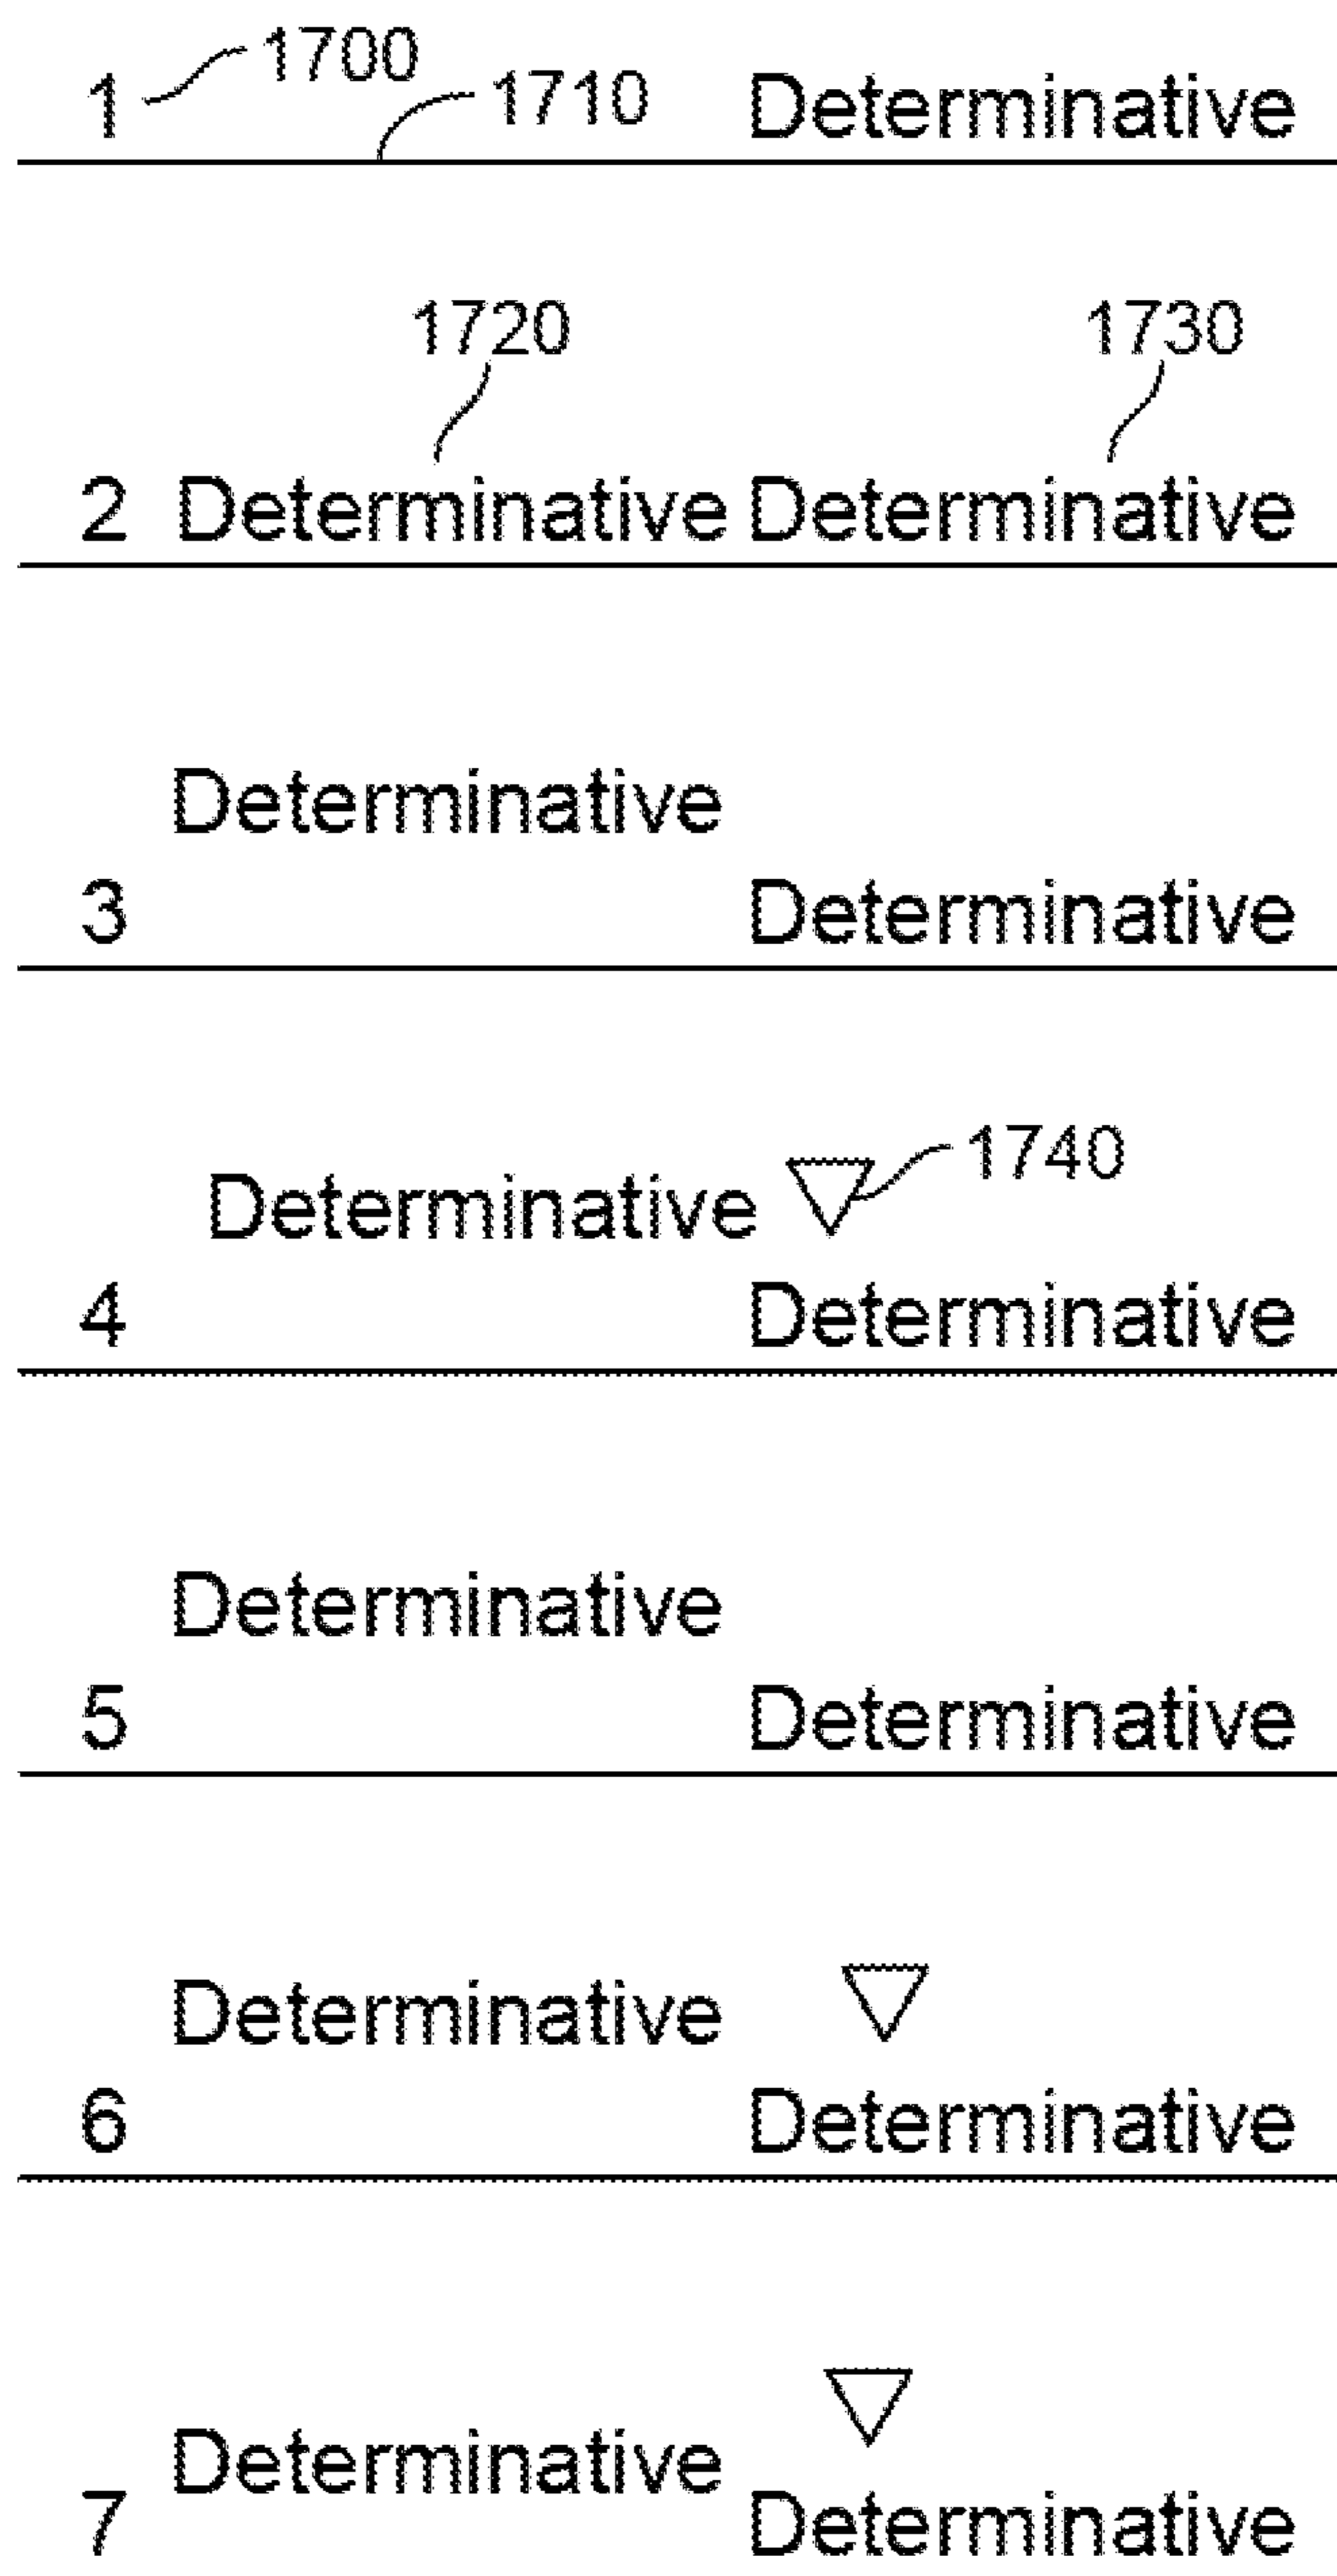 1700
1 1710 Determinative
1720 1730
2 Determinative Determinative
Determinative
3 Determinative
Determinative 1740
4 Determinative
Determinative
5 Determinative
Determinative
6 Determinative
Determinative
7 Determinative